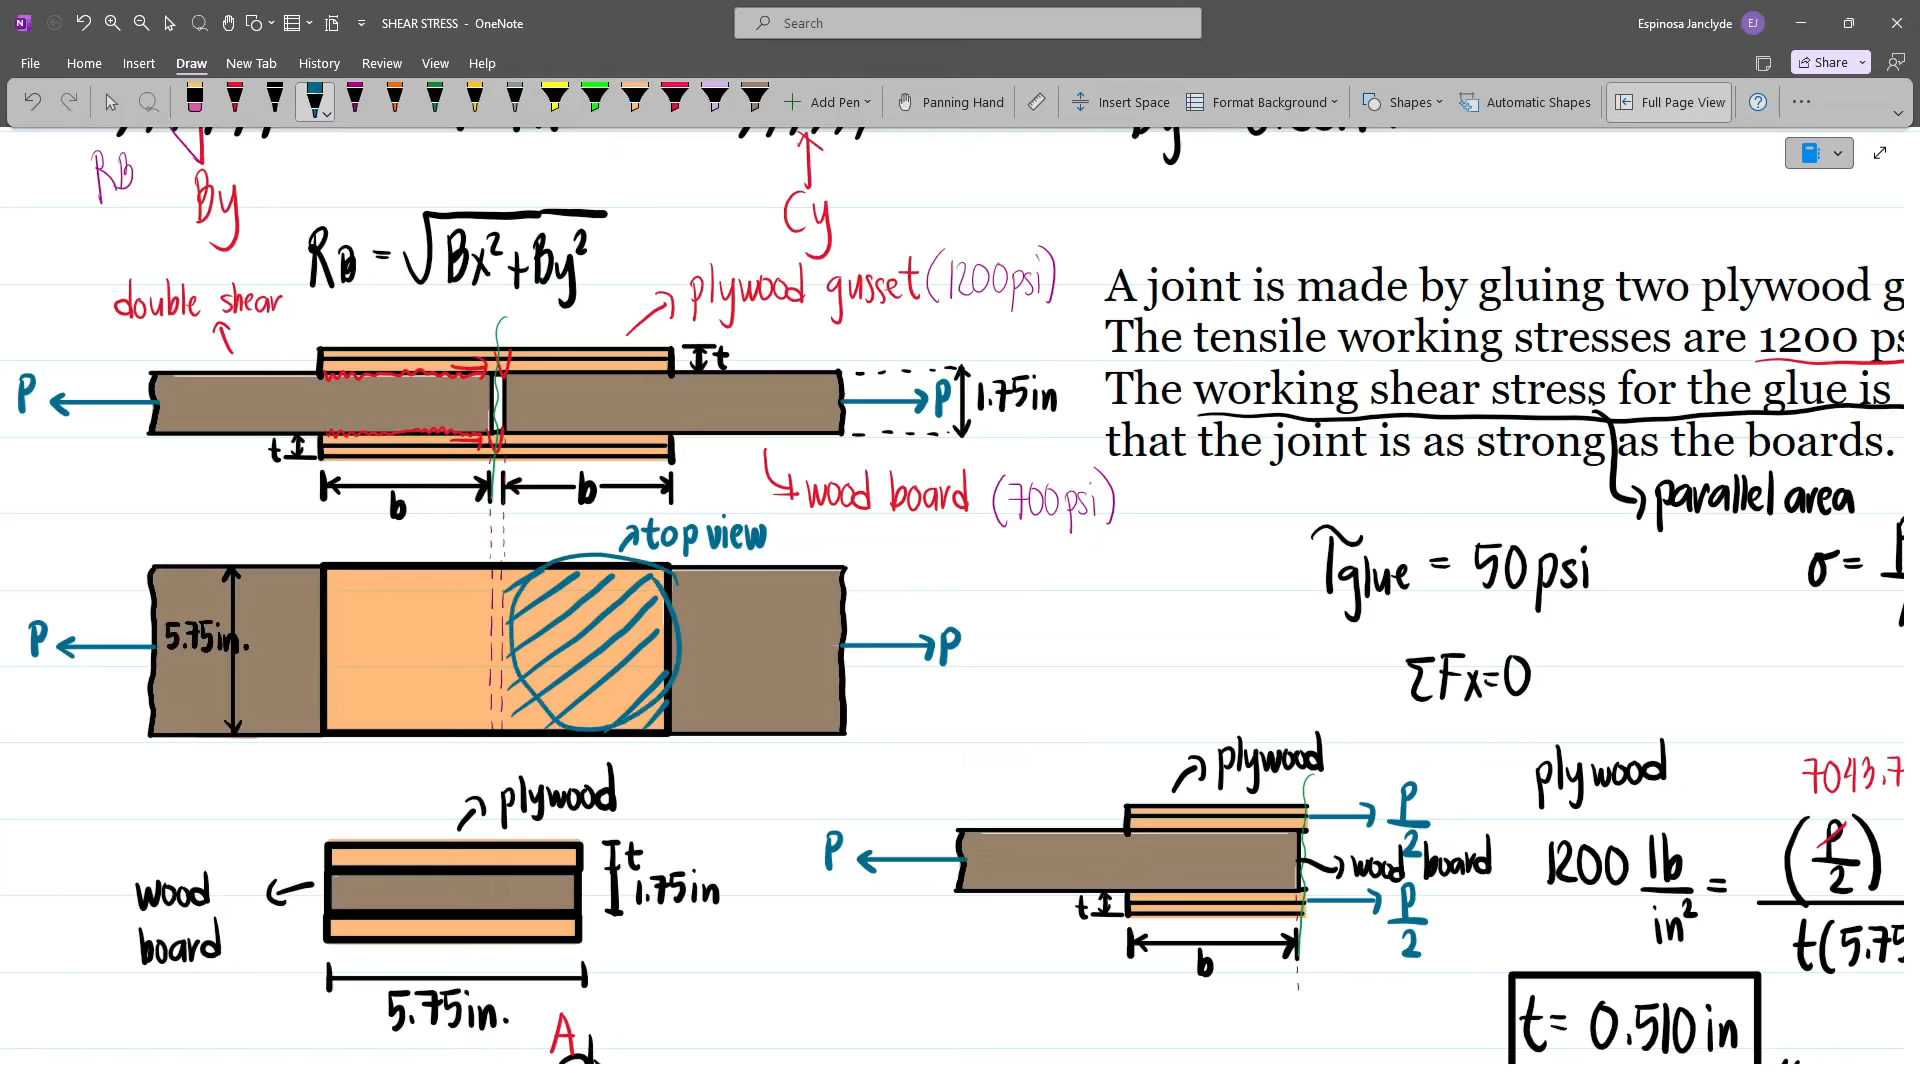 SHEAR STRESS - OneNote
Search
Espinosa Janclyde
EJ
File Home Insert Draw New Tab History Review View Help
Share
Add Pen
Panning Hand
Insert Space
Format Background
Shapes
Automatic Shapes
Full Page View
RB
By
Cy
RB = √Bx²+By²
double shear
plywood gusset (1200psi)
A joint is made by gluing two plywood g
The tensile working stresses are 1200 ps
The working shear stress for the glue is
that the joint is as strong as the boards.
t
P
P
1.75in
t
b
b
wood board (700psi)
parallel area
top view
τglue = 50psi
σ=
5.75in.
P
P
ΣFx=0
plywood
plywood
plywood
7043.7
P
P/2
wood board
1200 lb/in² = (P/2)
t(5.75
t
1.75in
wood
board
t
P/2
b
5.75in.
A
t= 0.510in